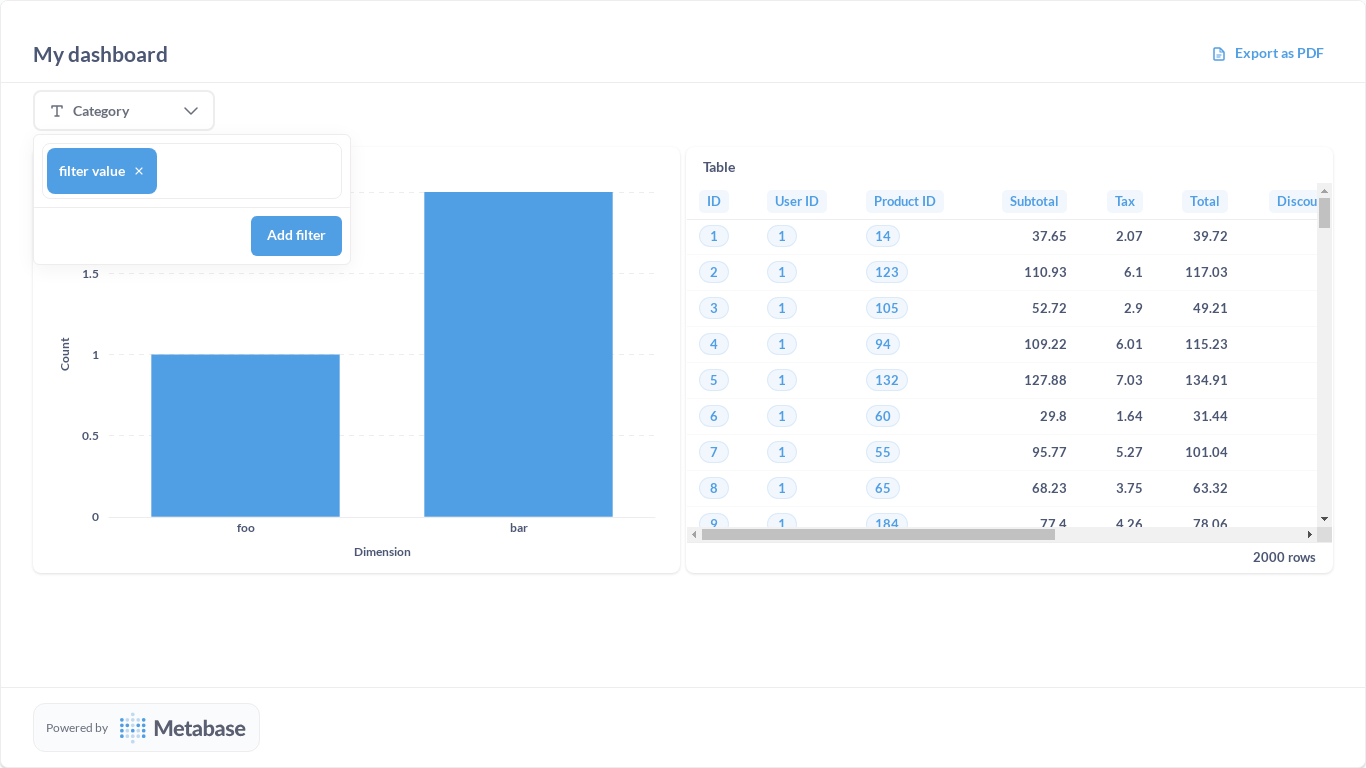 My dashboard
Export as PDF
Category
filter value
Add filter
1.5
1
0.5
0
Count
foo bar
Dimension
Table
ID User ID Product ID Subtotal Tax Total Discou
1 1 14 37.65 2.07 39.72
2 1 123 110.93 6.1 117.03
3 1 105 52.72 2.9 49.21
4 1 94 109.22 6.01 115.23
5 1 132 127.88 7.03 134.91
6 1 60 29.8 1.64 31.44
7 1 55 95.77 5.27 101.04
8 1 65 68.23 3.75 63.32
9 1 184 77.4 4.26 78.06
2000 rows
Powered by Metabase